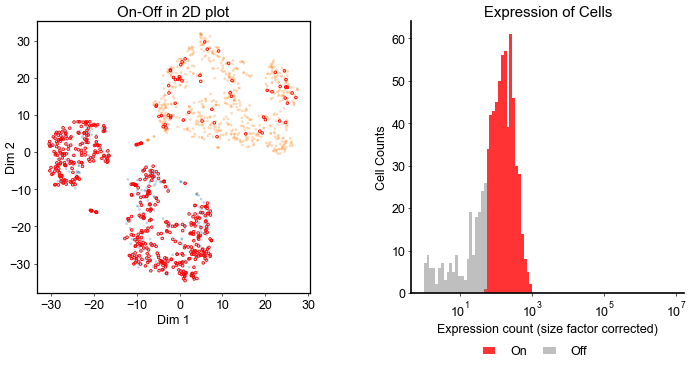 On-Off in 2D plot
Dim 2
30
20
10
0
−10
−20
−30
−30 −20 −10 0 10 20 30
Dim 1
Expression of Cells
Cell Counts
60
50
40
30
20
10
0
10^1 10^3 10^5 10^7
Expression count (size factor corrected)
On Off